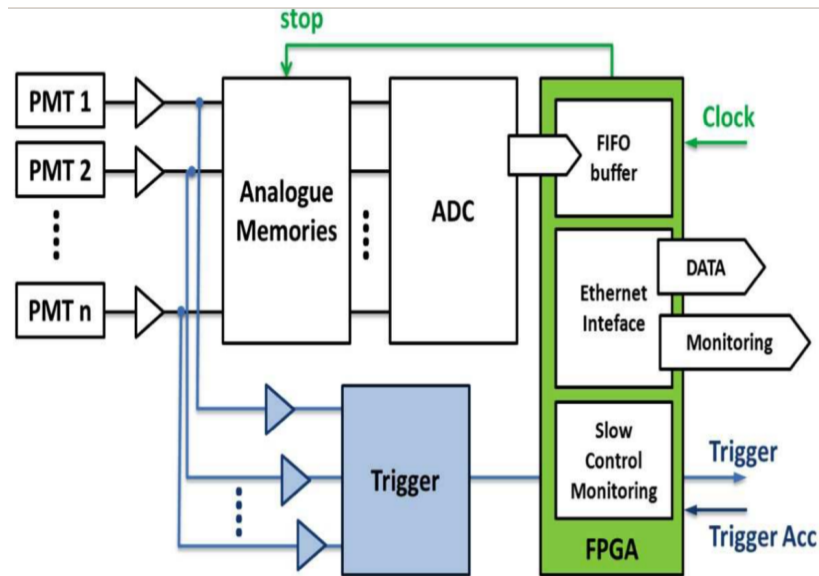 stop
PMT 1
PMT 2
PMT n
Analogue
Memories
ADC
FIFO
buffer
Clock
Ethernet
Inteface
DATA
Monitoring
Trigger
Slow
Control
Monitoring
FPGA
Trigger
Trigger Acc